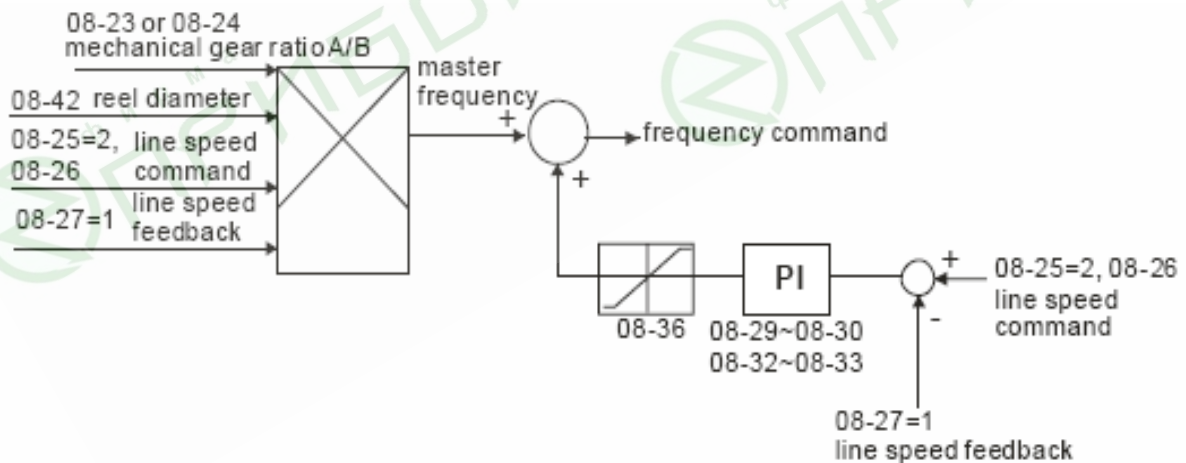 08-23 or 08-24
mechanical gear ratio A/B
08-42 reel diameter
08-25=2, line speed
08-26 command
08-27=1 line speed
feedback
master
frequency
+
frequency command
+
08-36
PI
08-29~08-30
08-32~08-33
+
-
08-25=2, 08-26
line speed
command
08-27=1
line speed feedback